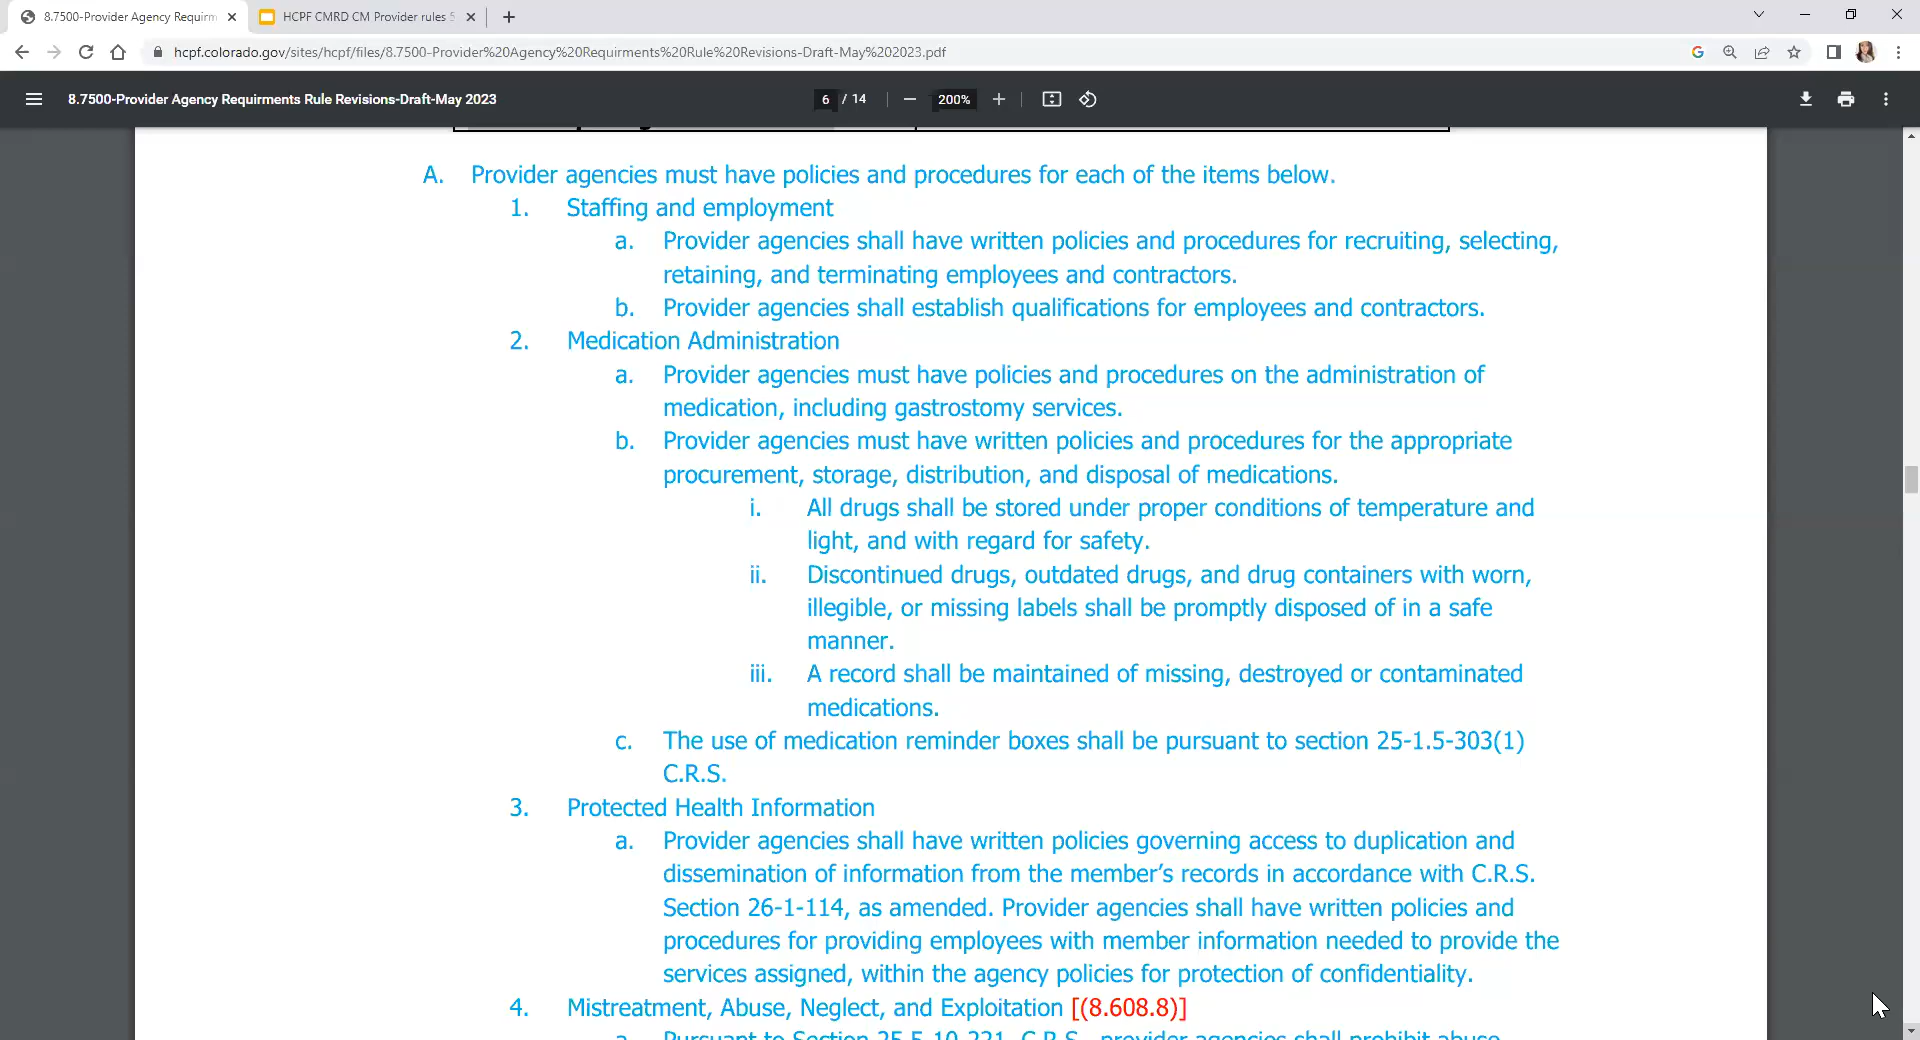 8.7500-Provider Agency Requirm
HCPF CMRD CM Provider rules 5
hcpf.colorado.gov/sites/hcpf/files/8.7500-Provider%20Agency%20Requirments%20Rule%20Revisions-Draft-May%202023.pdf
8.7500-Provider Agency Requirments Rule Revisions-Draft-May 2023
6 / 14
200%
A. Provider agencies must have policies and procedures for each of the items below.
1. Staffing and employment
a. Provider agencies shall have written policies and procedures for recruiting, selecting,
retaining, and terminating employees and contractors.
b. Provider agencies shall establish qualifications for employees and contractors.
2. Medication Administration
a. Provider agencies must have policies and procedures on the administration of
medication, including gastrostomy services.
b. Provider agencies must have written policies and procedures for the appropriate
procurement, storage, distribution, and disposal of medications.
i. All drugs shall be stored under proper conditions of temperature and
light, and with regard for safety.
ii. Discontinued drugs, outdated drugs, and drug containers with worn,
illegible, or missing labels shall be promptly disposed of in a safe
manner.
iii. A record shall be maintained of missing, destroyed or contaminated
medications.
c. The use of medication reminder boxes shall be pursuant to section 25-1.5-303(1)
C.R.S.
3. Protected Health Information
a. Provider agencies shall have written policies governing access to duplication and
dissemination of information from the member’s records in accordance with C.R.S.
Section 26-1-114, as amended. Provider agencies shall have written policies and
procedures for providing employees with member information needed to provide the
services assigned, within the agency policies for protection of confidentiality.
4. Mistreatment, Abuse, Neglect, and Exploitation [(8.608.8)]
a. Pursuant to Section 25.5-10-221, C.R.S., provider agencies shall prohibit abuse,